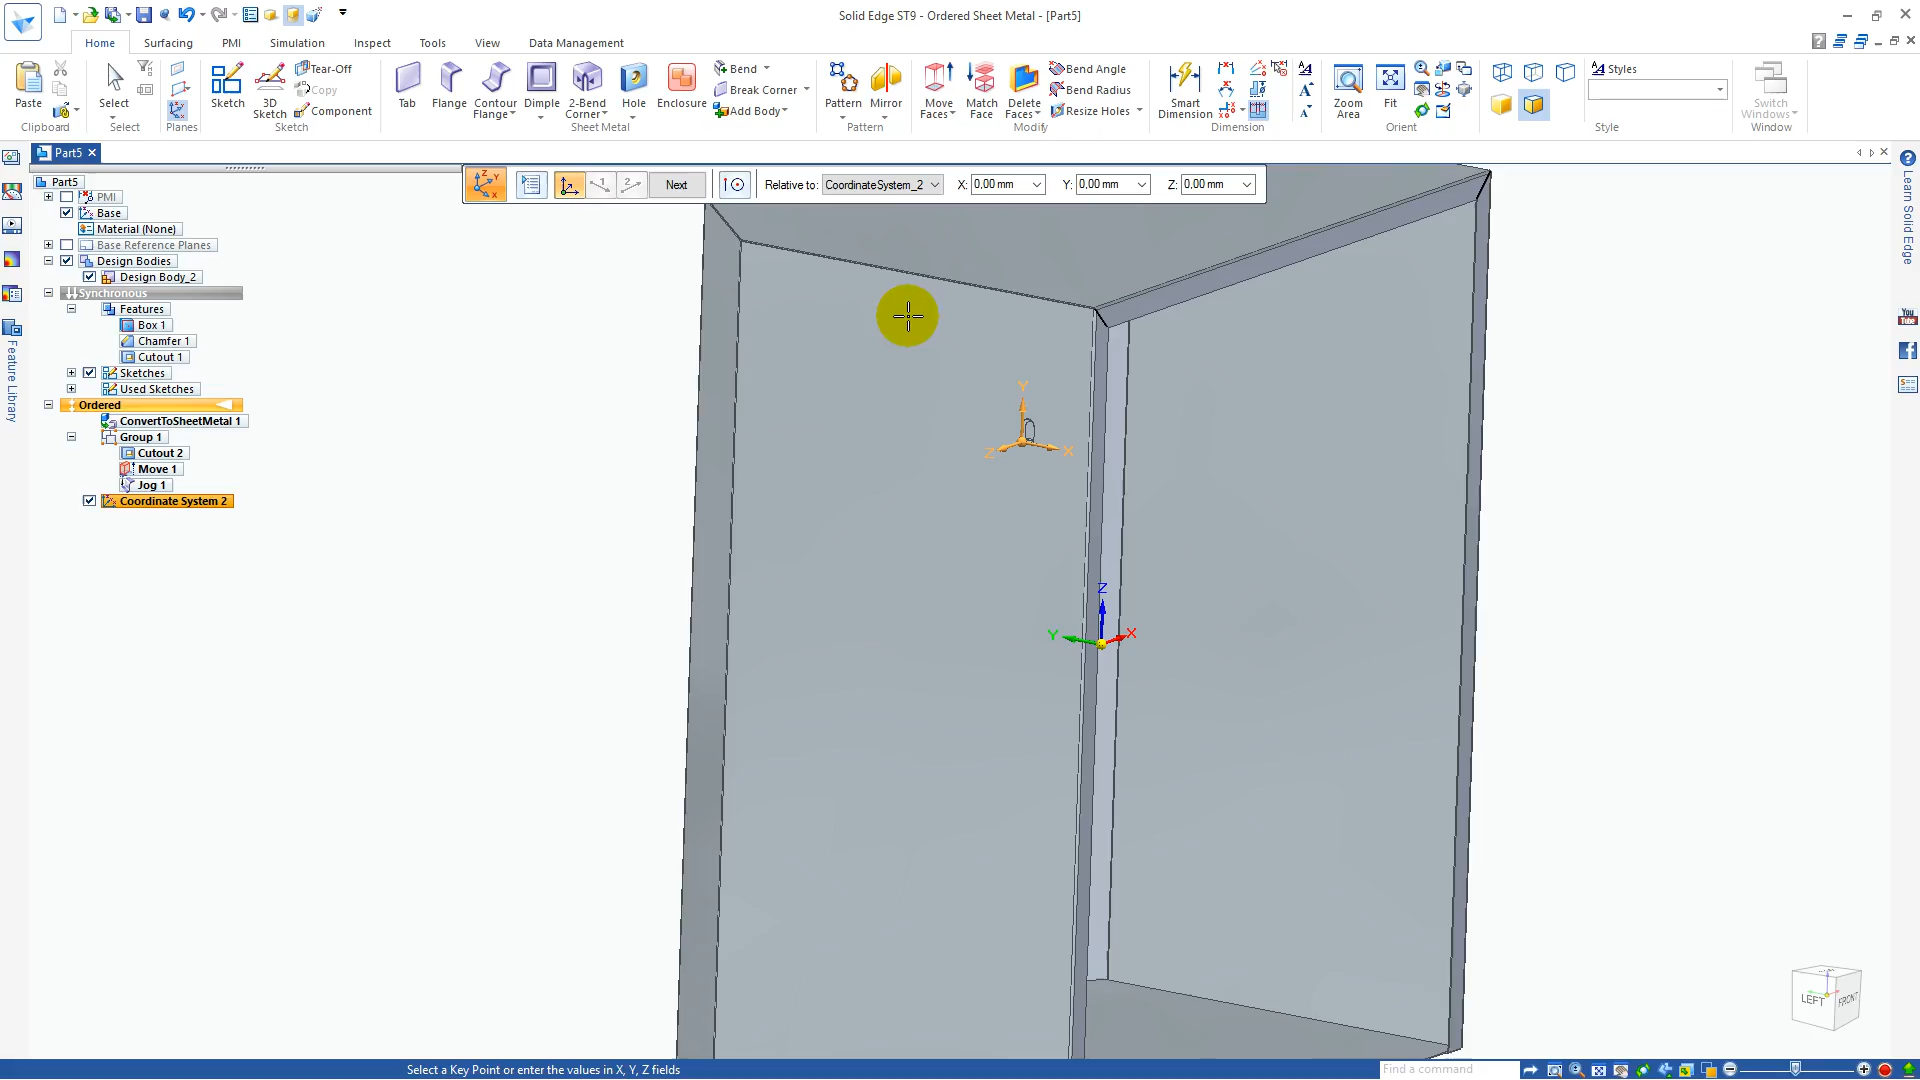 Solid Edge ST9 - Ordered Sheet Metal - [Part5]
Home Surfacing PMI Simulation Inspect Tools View Data Management
Paste
Clipboard
Select
Select
Planes
Sketch
3D Sketch
Tear-Off
Copy
Component
Sketch
Tab
Flange
Contour Flange
Dimple
2-Bend Corner
Hole
Enclosure
Bend
Break Corner
Add Body
Sheet Metal
Pattern
Mirror
Pattern
Move Faces
Match Face
Delete Faces
Bend Angle
Bend Radius
Resize Holes
Modify
Smart Dimension
Dimension
Zoom Area
Fit
Orient
Styles
Style
Switch Windows
Window
Part5
Next
Relative to: CoordinateSystem_2 X: 0,00 mm Y: 0,00 mm Z: 0,00 mm
Part5
PMI
Base
Material (None)
Base Reference Planes
Design Bodies
Design Body_2
Synchronous
Features
Box 1
Chamfer 1
Cutout 1
Sketches
Used Sketches
Ordered
ConvertToSheetMetal 1
Group 1
Cutout 2
Move 1
Jog 1
Coordinate System 2
Feature Library
Learn Solid Edge
You
Tube
Y
Z X
Z
Y X
LEFT FRONT
Select a Key Point or enter the values in X, Y, Z fields
Find a command